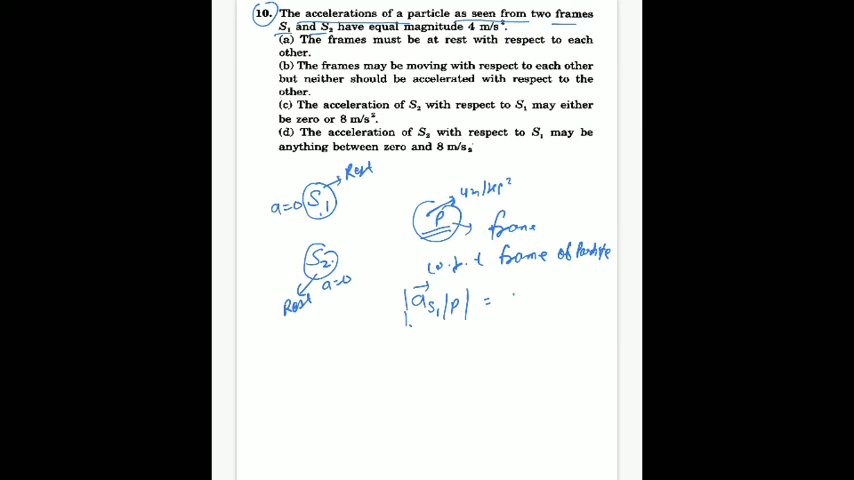 10. The accelerations of a particle as seen from two frames
S₁ and S₂ have equal magnitude 4 m/s².
(a) The frames must be at rest with respect to each
other.
(b) The frames may be moving with respect to each other
but neither should be accelerated with respect to the
other.
(c) The acceleration of S₂ with respect to S₁ may either
be zero or 8 m/s².
(d) The acceleration of S₂ with respect to S₁ may be
anything between zero and 8 m/s₂.
Rest
a=0 S₁
4m/
P
frame
S₂
a=0
Rest
w.r.t frame of
|a⃗ S₁/P| =